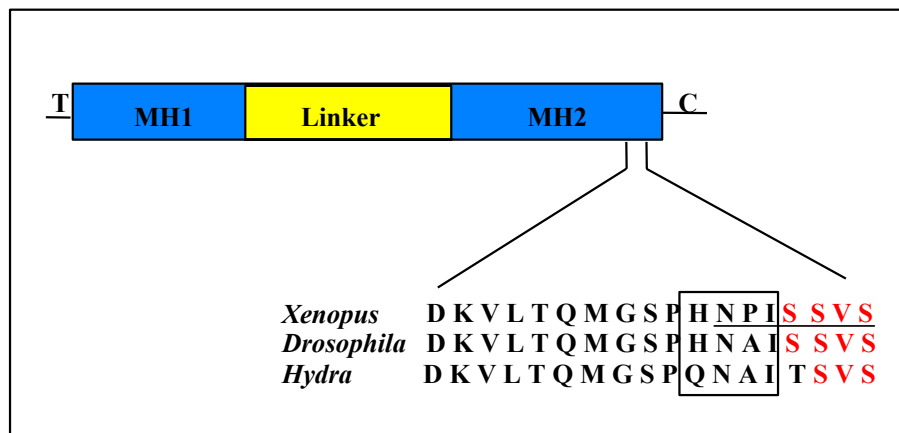 T MH1 Linker MH2 C
Xenopus D K V L T Q M G S P H N P I S S V S
Drosophila D K V L T Q M G S P H N A I S S V S
Hydra D K V L T Q M G S P Q N A I T S V S